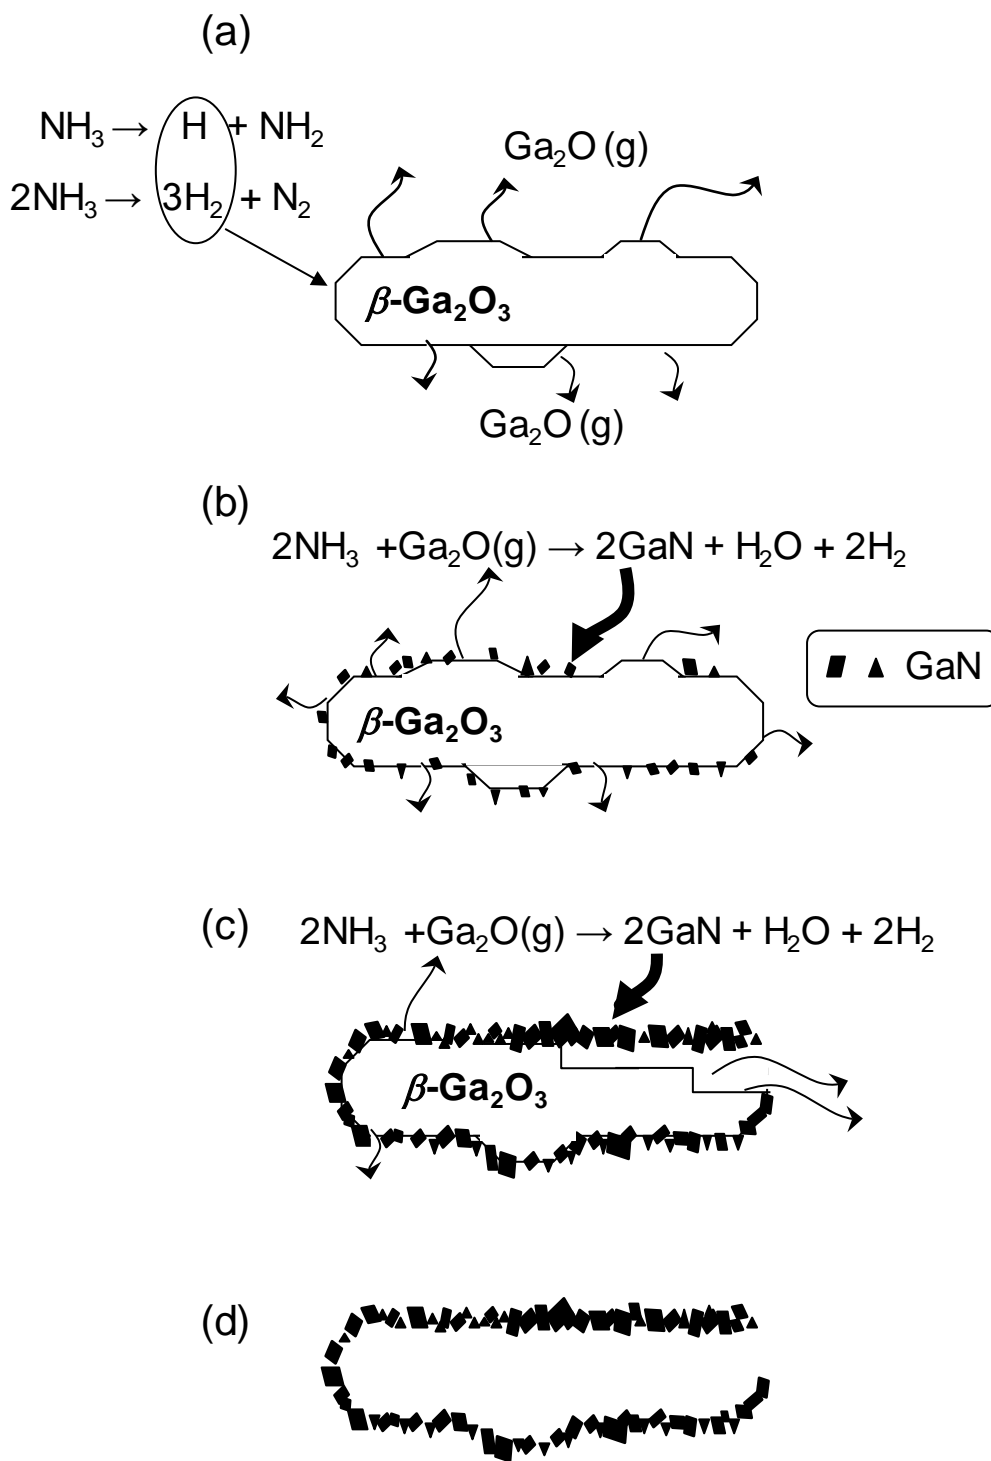 (a)
NH₃ → H + NH₂
2NH₃ → 3H₂ + N₂
Ga₂O (g)
β-Ga₂O₃
Ga₂O (g)
(b)
2NH₃ +Ga₂O(g) → 2GaN + H₂O + 2H₂
GaN
β-Ga₂O₃
(c)
2NH₃ +Ga₂O(g) → 2GaN + H₂O + 2H₂
β-Ga₂O₃
(d)